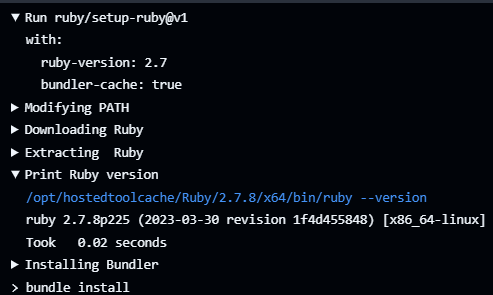 ▼ Run ruby/setup-ruby@v1
with:
ruby-version: 2.7
bundler-cache: true
▶ Modifying PATH
▶ Downloading Ruby
▶ Extracting  Ruby
▼ Print Ruby version
/opt/hostedtoolcache/Ruby/2.7.8/x64/bin/ruby --version
ruby 2.7.8p225 (2023-03-30 revision 1f4d455848) [x86_64-linux]
Took   0.02 seconds
▶ Installing Bundler
> bundle install